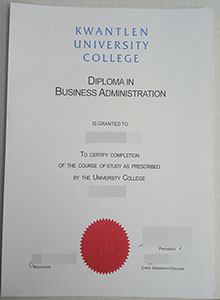 KWANTLEN
UNIVERSITY
COLLEGE
DIPLOMA IN
BUSINESS ADMINISTRATION
IS GRANTED TO
TO CERTIFY COMPLETION
OF THE COURSE OF STUDY AS PRESCRIBED
BY THE UNIVERSITY COLLEGE
PRESIDENT
REGISTRAR